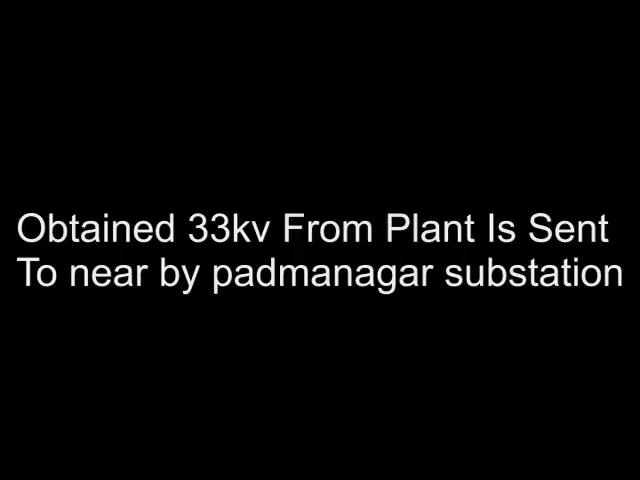 Obtained 33kv From Plant Is Sent
To near by padmanagar substation